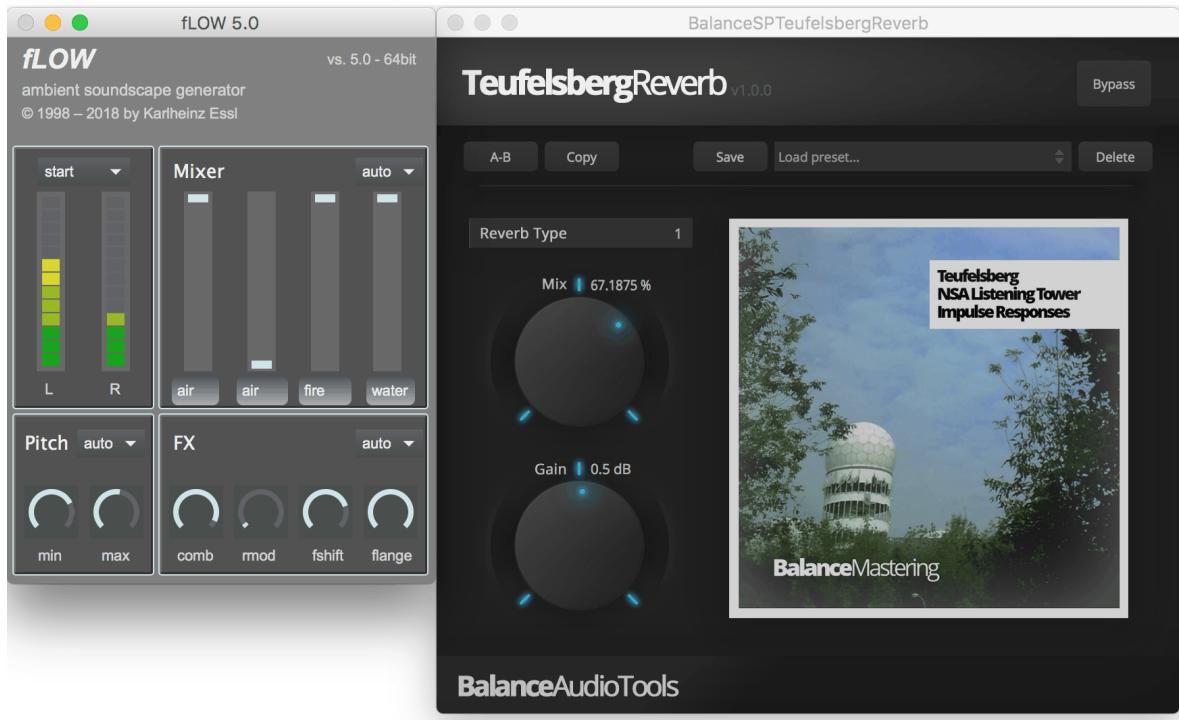 fLOW 5.0
fLOW
vs. 5.0 - 64bit
ambient soundscape generator
© 1998 – 2018 by Karlheinz Essl
start
L
R
Mixer
auto
air
air
fire
water
Pitch
auto
min
max
FX
auto
comb
rmod
fshift
flange
BalanceSPTeufelsbergReverb
TeufelsbergReverb v1.0.0
Bypass
A-B
Copy
Save
Load preset...
Delete
Reverb Type
1
Mix
67.1875 %
Gain
0.5 dB
Teufelsberg
NSA Listening Tower
Impulse Responses
BalanceMastering
BalanceAudioTools